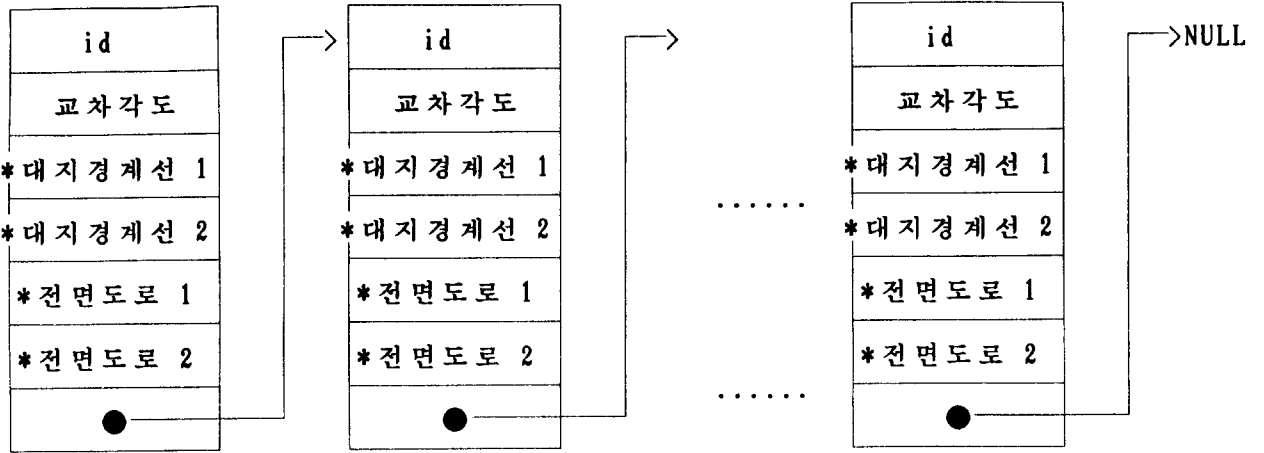 id
교차각도
*대지경계선 1
*대지경계선 2
*전면도로 1
*전면도로 2
id
교차각도
*대지경계선 1
*대지경계선 2
*전면도로 1
*전면도로 2
......
......
id
교차각도
*대지경계선 1
*대지경계선 2
*전면도로 1
*전면도로 2
NULL